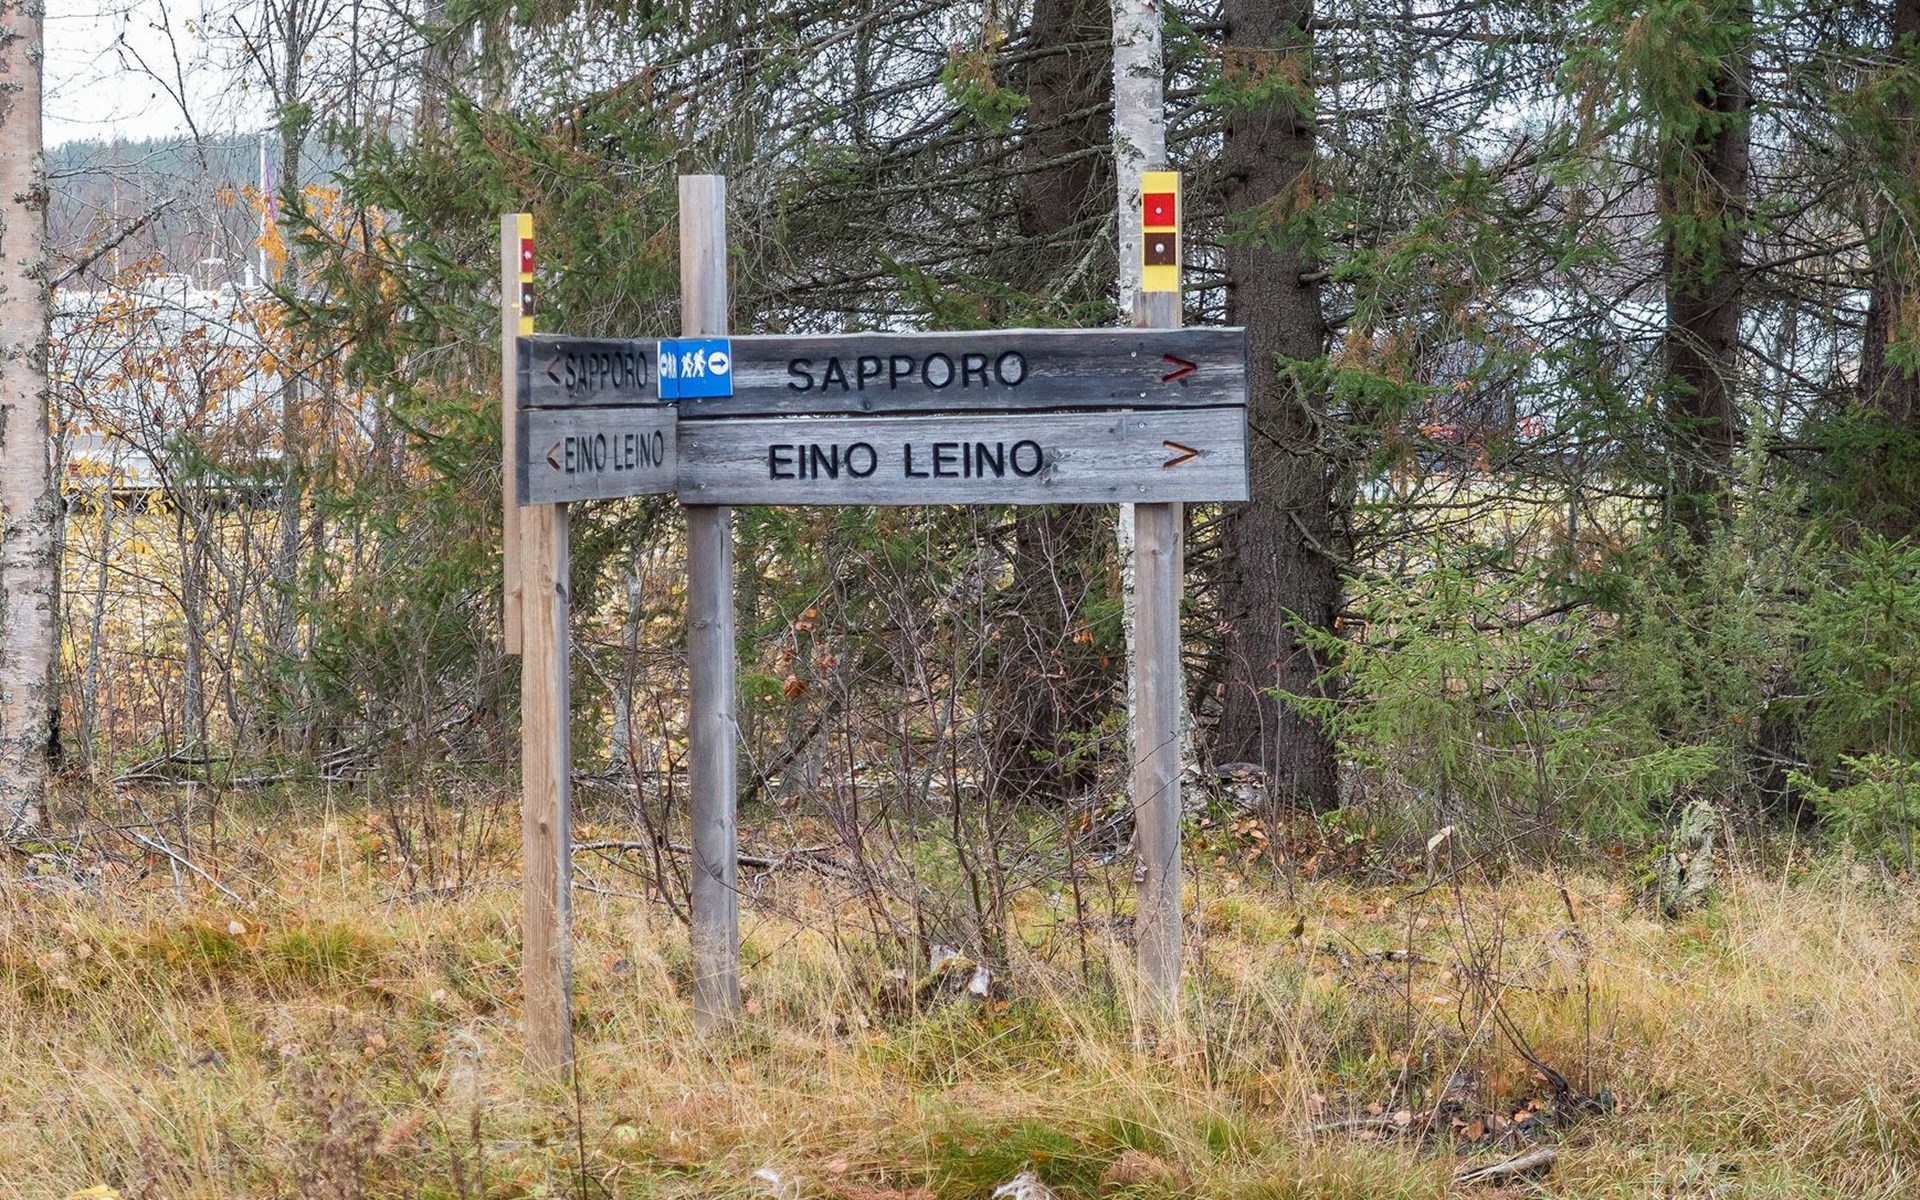 < SAPPORO
< EINO LEINO
SAPPORO >
EINO LEINO >